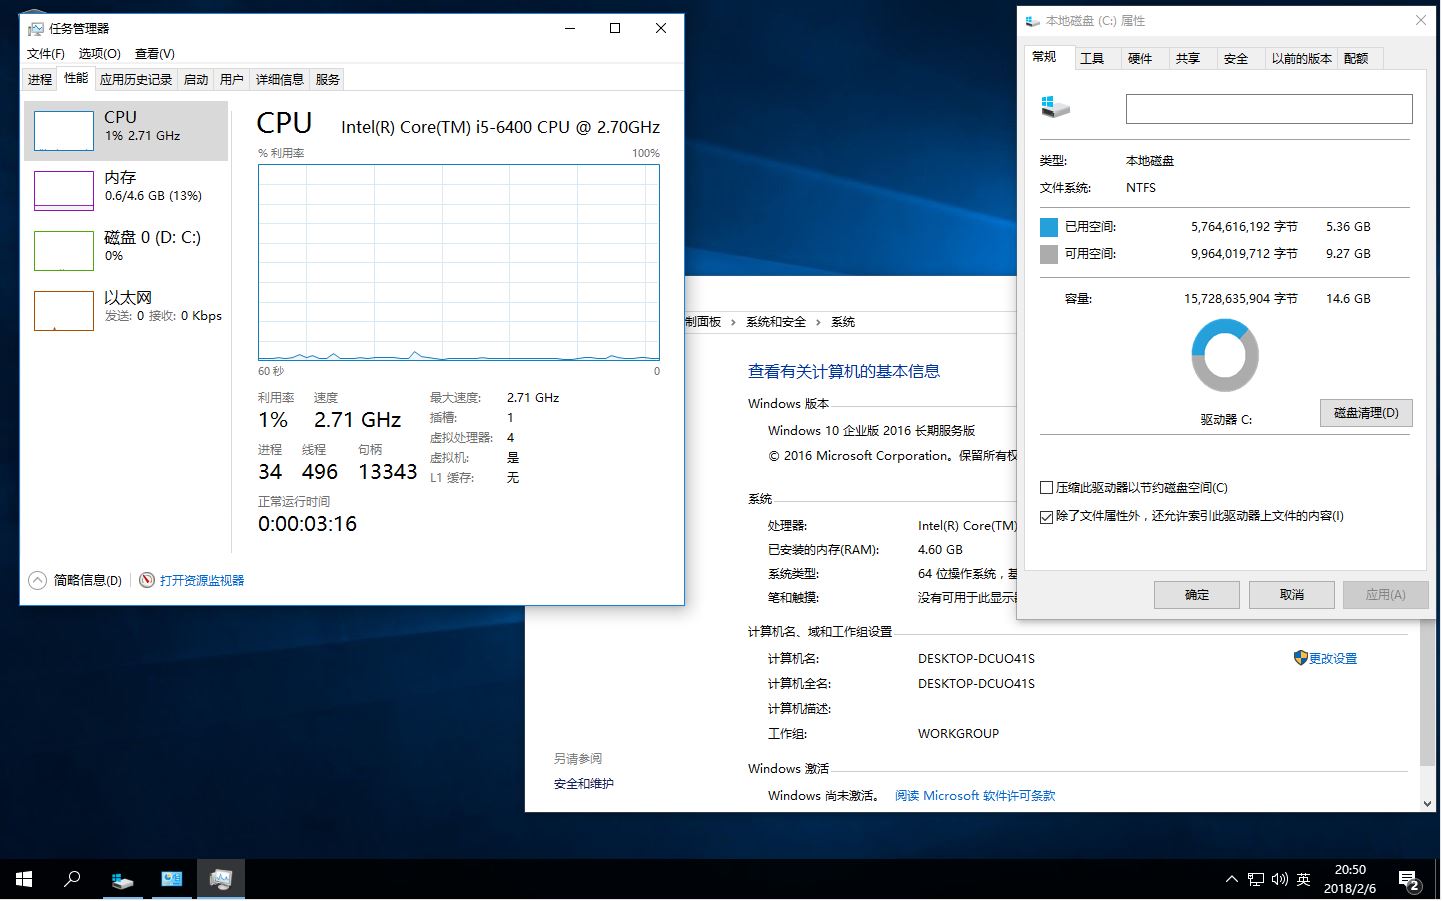 任务管理器
文件(F) 选项(O) 查看(V)
进程 性能 应用历史记录 启动 用户 详细信息 服务
CPU
1% 2.71 GHz
内存
0.6/4.6 GB (13%)
磁盘 0 (D: C:)
0%
以太网
发送: 0 接收: 0 Kbps
CPU Intel(R) Core(TM) i5-6400 CPU @ 2.70GHz
% 利用率 100%
60 秒 0
利用率 速度
1% 2.71 GHz
进程 线程 句柄
34 496 13343
正常运行时间
0:00:03:16
最大速度: 2.71 GHz
插槽: 1
虚拟处理器: 4
虚拟机: 是
L1 缓存: 无
简略信息(D) 打开资源监视器
制面板 › 系统和安全 › 系统
查看有关计算机的基本信息
Windows 版本
Windows 10 企业版 2016 长期服务版
© 2016 Microsoft Corporation。保留所有权
系统
处理器: Intel(R) Core(TM)
已安装的内存(RAM): 4.60 GB
系统类型: 64 位操作系统，基
笔和触摸: 没有可用于此显示器
计算机名、域和工作组设置
计算机名: DESKTOP-DCUO41S
更改设置
计算机全名: DESKTOP-DCUO41S
计算机描述:
工作组: WORKGROUP
Windows 激活
Windows 尚未激活。 阅读 Microsoft 软件许可条款
另请参阅
安全和维护
本地磁盘 (C:) 属性
常规 工具 硬件 共享 安全 以前的版本 配额
类型: 本地磁盘
文件系统: NTFS
已用空间: 5,764,616,192 字节 5.36 GB
可用空间: 9,964,019,712 字节 9.27 GB
容量: 15,728,635,904 字节 14.6 GB
驱动器 C:
磁盘清理(D)
压缩此驱动器以节约磁盘空间(C)
除了文件属性外，还允许索引此驱动器上文件的内容(I)
确定 取消 应用(A)
英
20:50
2018/2/6
2